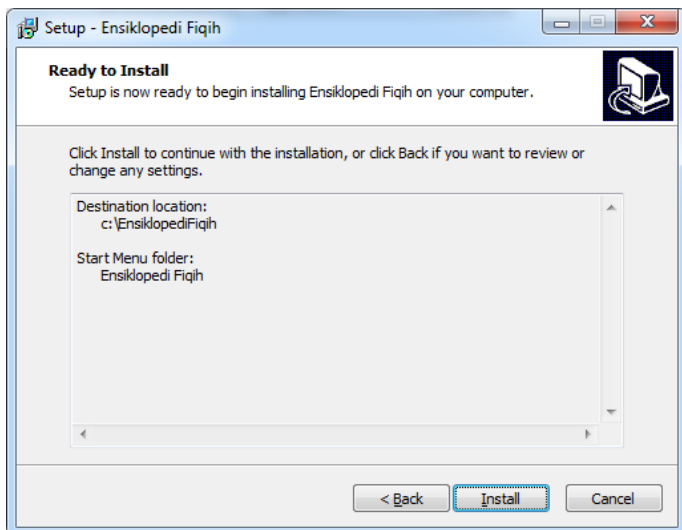 Setup - Ensiklopedi Fiqih
Ready to Install
Setup is now ready to begin installing Ensiklopedi Fiqih on your computer.
Click Install to continue with the installation, or click Back if you want to review or
change any settings.
Destination location:
c:\EnsiklopediFiqih
Start Menu folder:
Ensiklopedi Fiqih
< Back
Install
Cancel